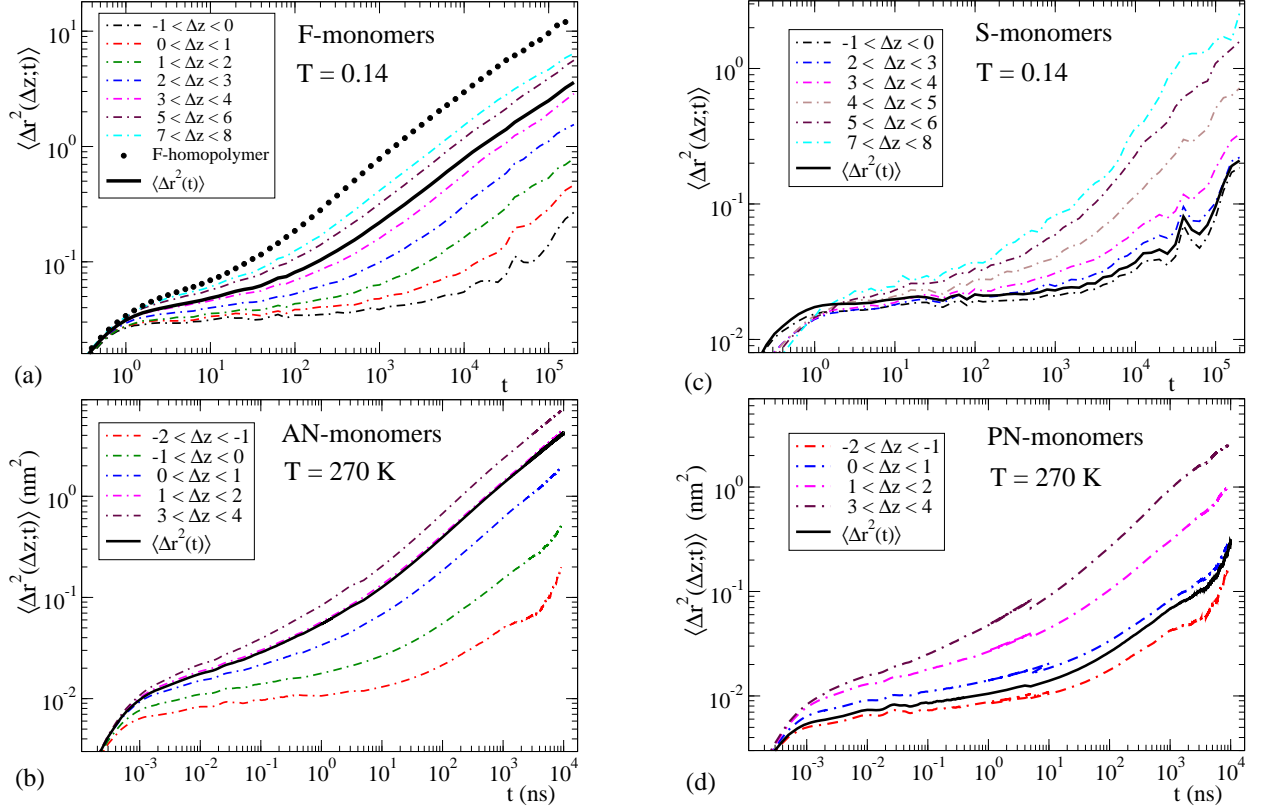 F-monomers
T = 0.14
-1 < Δz < 0
0 < Δz < 1
1 < Δz < 2
2 < Δz < 3
3 < Δz < 4
5 < Δz < 6
7 < Δz < 8
F-homopolymer
⟨Δr²(t)⟩
⟨Δr²(Δz;t)⟩
10¹
10⁰
10⁻¹
10⁰ 10¹ 10² 10³ 10⁴ 10⁵
t
(a)
S-monomers
T = 0.14
-1 < Δz < 0
2 < Δz < 3
3 < Δz < 4
4 < Δz < 5
5 < Δz < 6
7 < Δz < 8
⟨Δr²(t)⟩
⟨Δr²(Δz;t)⟩
10⁰
10⁻¹
10⁻²
10⁰ 10¹ 10² 10³ 10⁴ 10⁵
t
(c)
AN-monomers
T = 270 K
-2 < Δz < -1
-1 < Δz < 0
0 < Δz < 1
1 < Δz < 2
3 < Δz < 4
⟨Δr²(t)⟩
⟨Δr²(Δz;t)⟩ (nm²)
10⁰
10⁻¹
10⁻²
10⁻³ 10⁻² 10⁻¹ 10⁰ 10¹ 10² 10³ 10⁴
t (ns)
(b)
PN-monomers
T = 270 K
-2 < Δz < -1
0 < Δz < 1
1 < Δz < 2
3 < Δz < 4
⟨Δr²(t)⟩
⟨Δr²(Δz;t)⟩ (nm²)
10⁰
10⁻¹
10⁻²
10⁻³ 10⁻² 10⁻¹ 10⁰ 10¹ 10² 10³ 10⁴
t (ns)
(d)